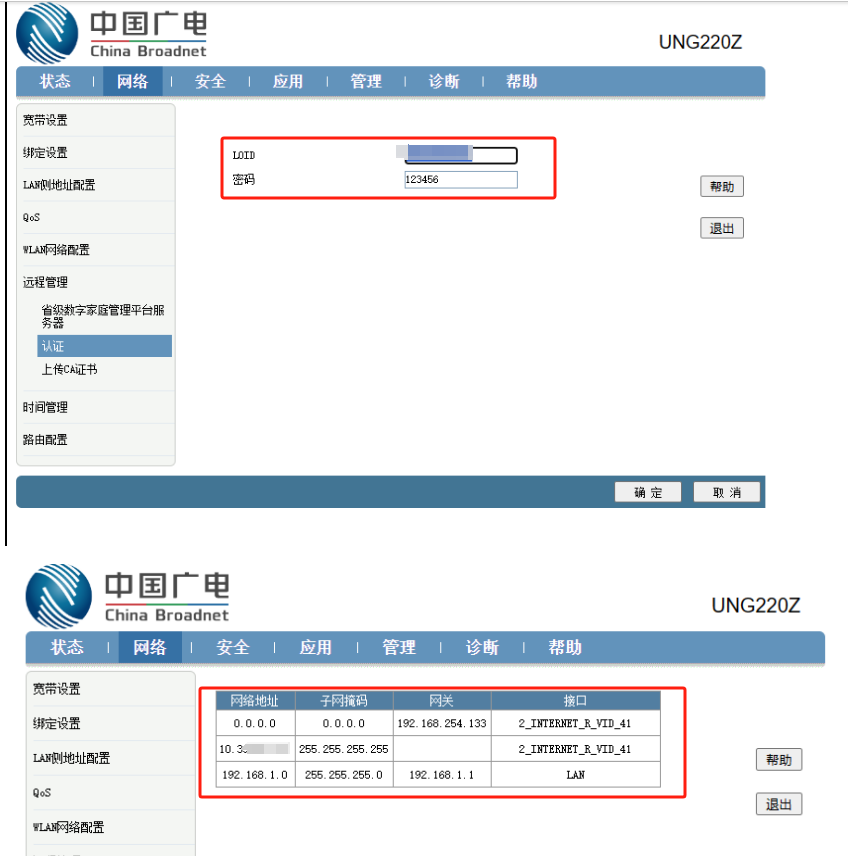 中国广电
China Broadnet
UNG220Z
状态 网络 安全 应用 管理 诊断 帮助
宽带设置
绑定设置
LAN侧地址配置
QoS
WLAN网络配置
远程管理
省级数字家庭管理平台服
务器
认证
上传CA证书
时间管理
路由配置
LOID
密码 123456
帮助
退出
确定 取消
中国广电
China Broadnet
UNG220Z
状态 网络 安全 应用 管理 诊断 帮助
宽带设置
绑定设置
LAN侧地址配置
QoS
WLAN网络配置
网络地址 子网掩码 网关 接口
0.0.0.0 0.0.0.0 192.168.254.133 2_INTERNET_R_VID_41
10. 255.255.255.255 2_INTERNET_R_VID_41
192.168.1.0 255.255.255.0 192.168.1.1 LAN
帮助
退出